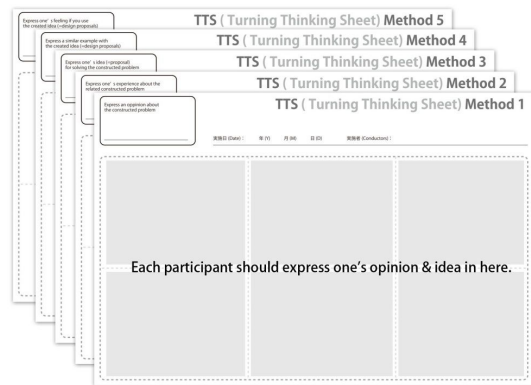 Express one's feeling if you use
the created idea (=design proposals)
TTS ( Turning Thinking Sheet) Method 5
Express a similar example with
the created idea (=design proposals)
TTS ( Turning Thinking Sheet) Method 4
Express one's idea (=proposal)
for solving the constructed problem
TTS ( Turning Thinking Sheet) Method 3
Express one's experience about the
related constructed problem
TTS ( Turning Thinking Sheet) Method 2
Express an oppinion about
the constructed problem
TTS ( Turning Thinking Sheet) Method 1
実施日 (Date) : 年 (Y) 月 (M) 日 (D) 実施者 (Conductors) :
Each participant should express one's opinion & idea in here.